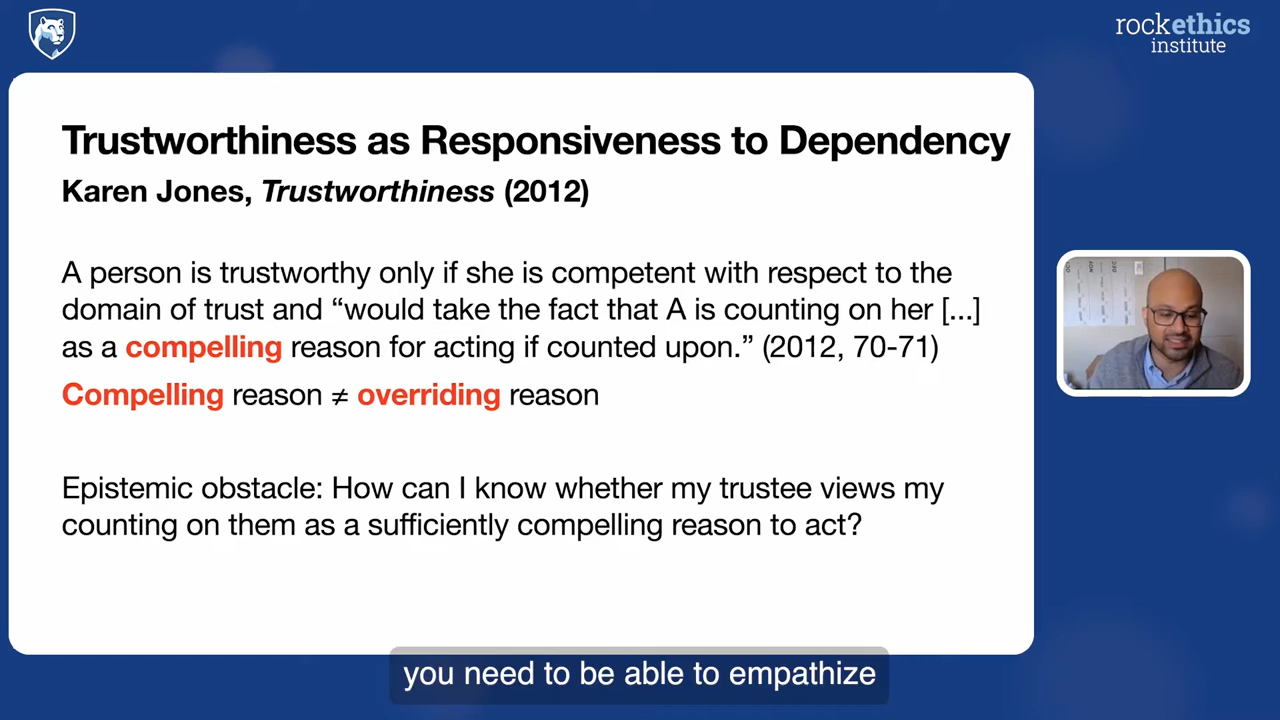 rockethics
institute
Trustworthiness as Responsiveness to Dependency
Karen Jones, Trustworthiness (2012)
A person is trustworthy only if she is competent with respect to the
domain of trust and “would take the fact that A is counting on her [...]
as a compelling reason for acting if counted upon.” (2012, 70-71)
Compelling reason ≠ overriding reason
Epistemic obstacle: How can I know whether my trustee views my
counting on them as a sufficiently compelling reason to act?
you need to be able to empathize